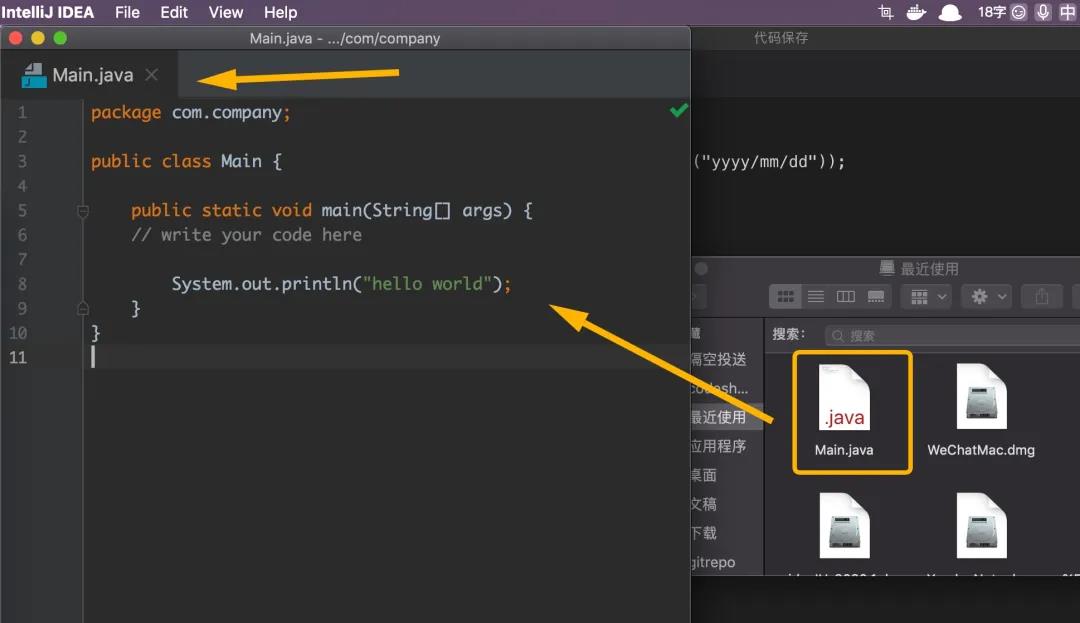 IntelliJ IDEA File Edit View Help 18字 中
Main.java - .../com/company
代码保存
Main.java
1 package com.company;
2
3 public class Main {
4
5 public static void main(String[] args) {
6 // write your code here
7
8 System.out.println("hello world");
9 }
10 }
11
("yyyy/mm/dd"));
最近使用
搜索: 搜索
藏
隔空投送
codesh...
最近使用
应用程序
桌面
文稿
下载
gitrepo
.java
Main.java
WeChatMac.dmg